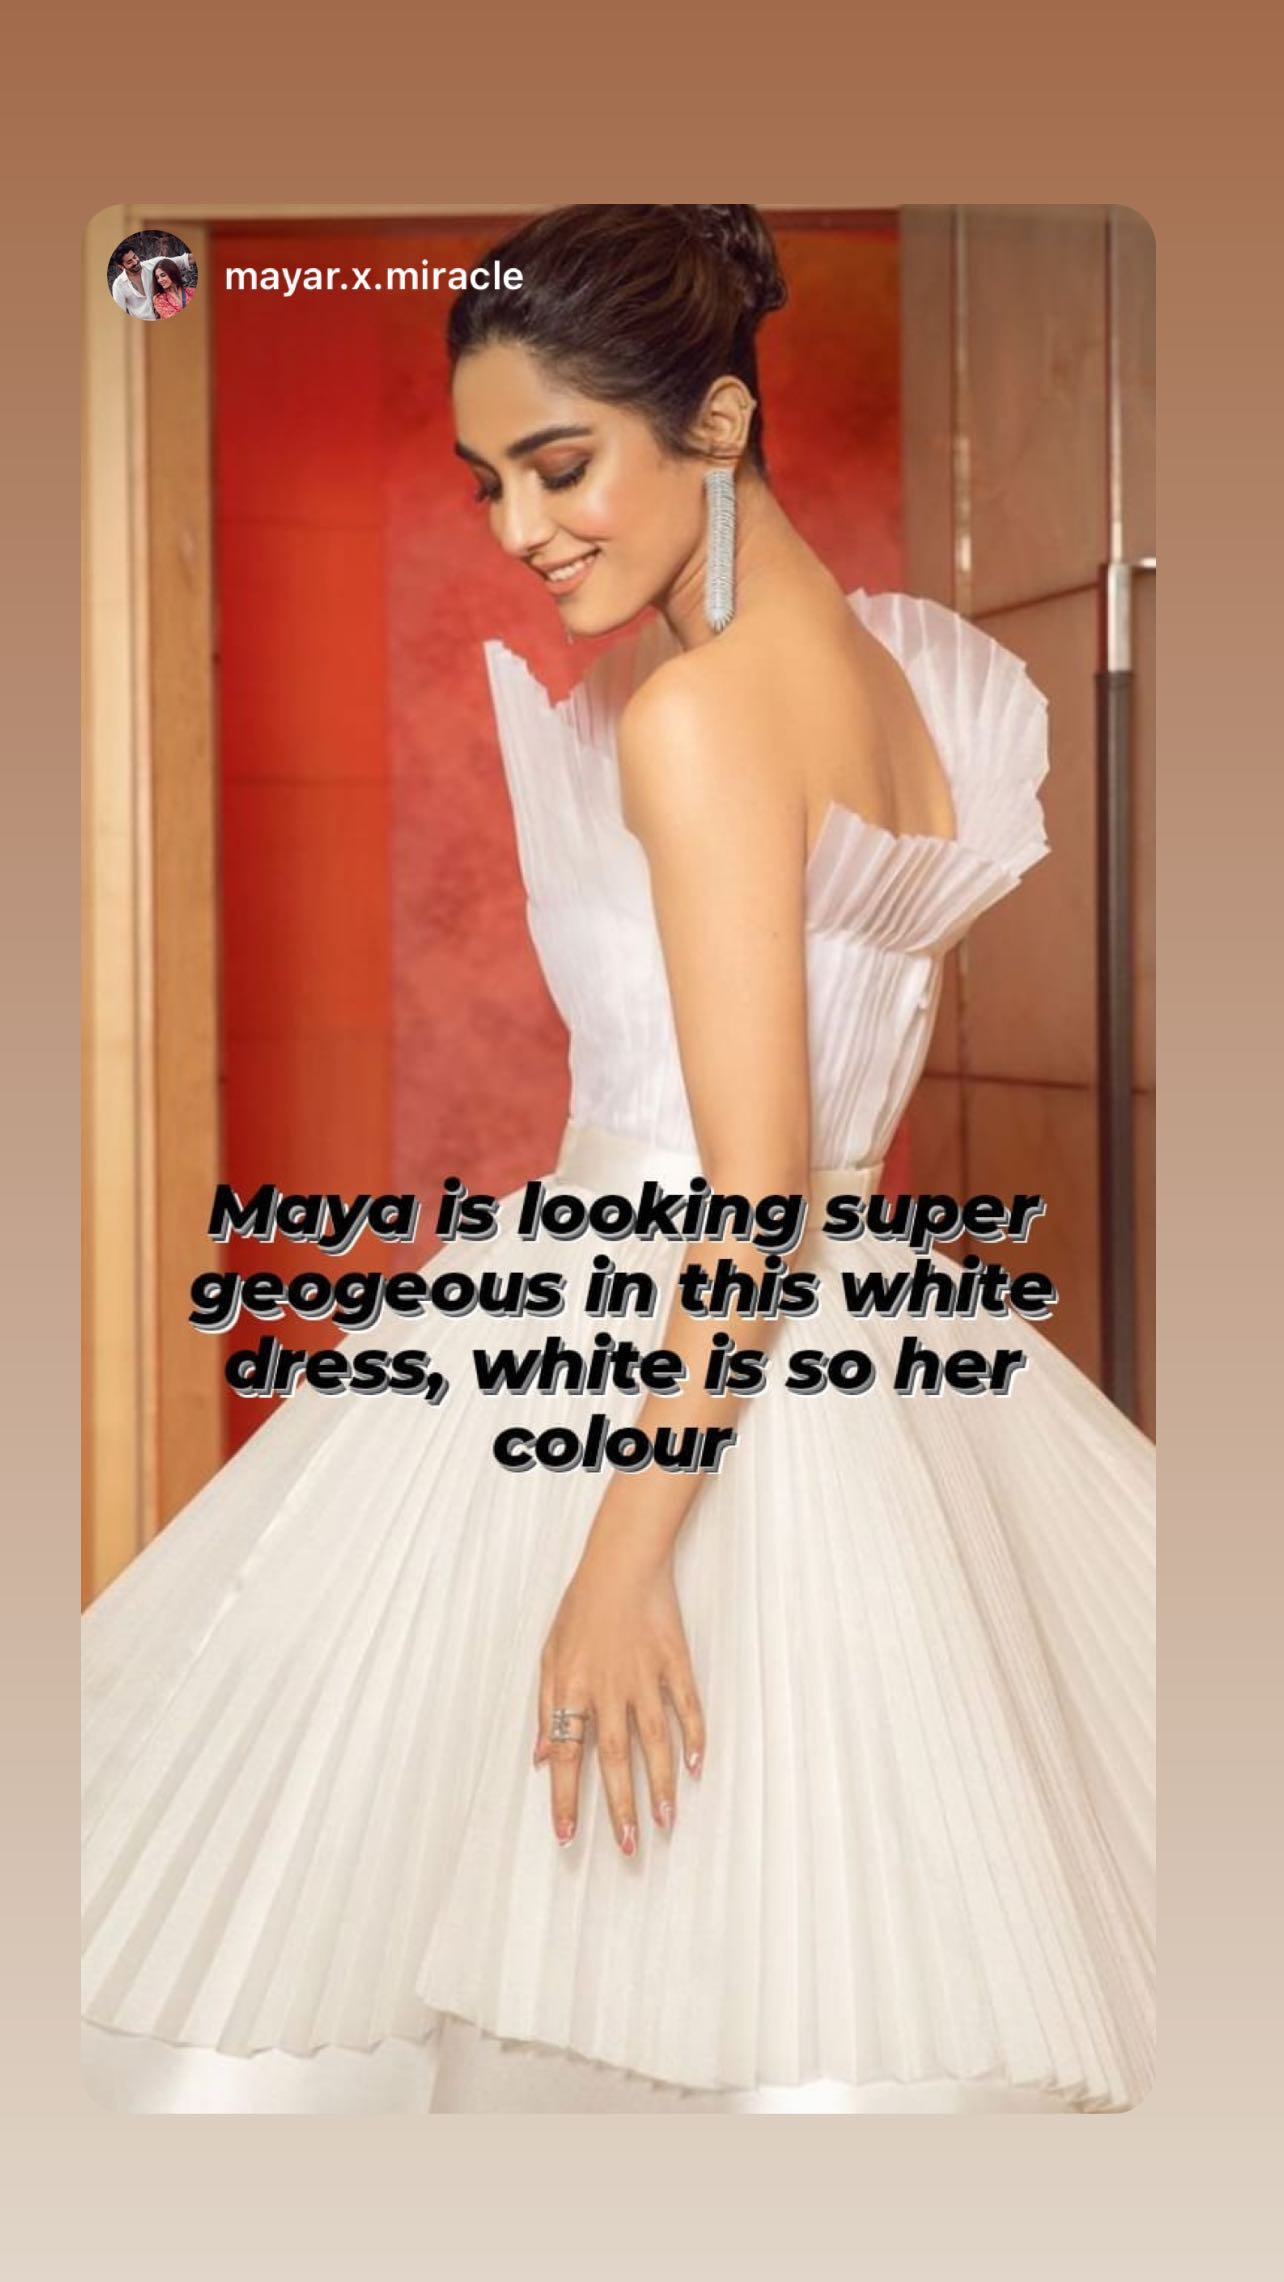 mayar.x.miracle
Maya is looking super
geogeous in this white
dress, white is so her
colour